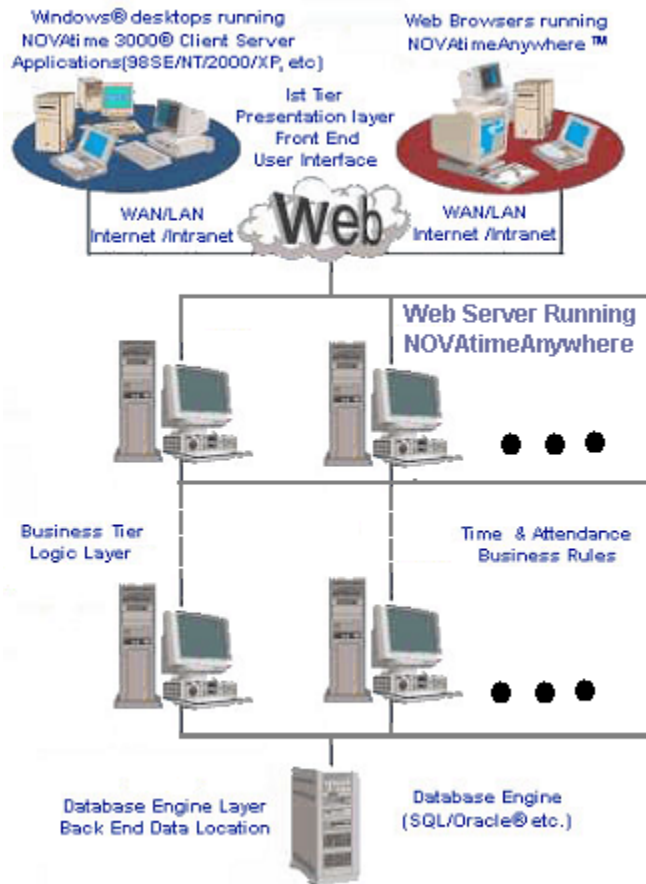 Windows® desktops running
NOVAtime 3000® Client Server
Applications(98SE/NT/2000/XP, etc)
Web Browsers running
NOVAtimeAnywhere ™
Ist Tier
Presentation layer
Front End
User Interface
WAN/LAN
Internet /Intranet
Web
WAN/LAN
Internet /Intranet
Web Server Running
NOVAtimeAnywhere
Business Tier
Logic Layer
Time & Attendance
Business Rules
Database Engine Layer
Back End Data Location
Database Engine
(SQL/Oracle® etc.)